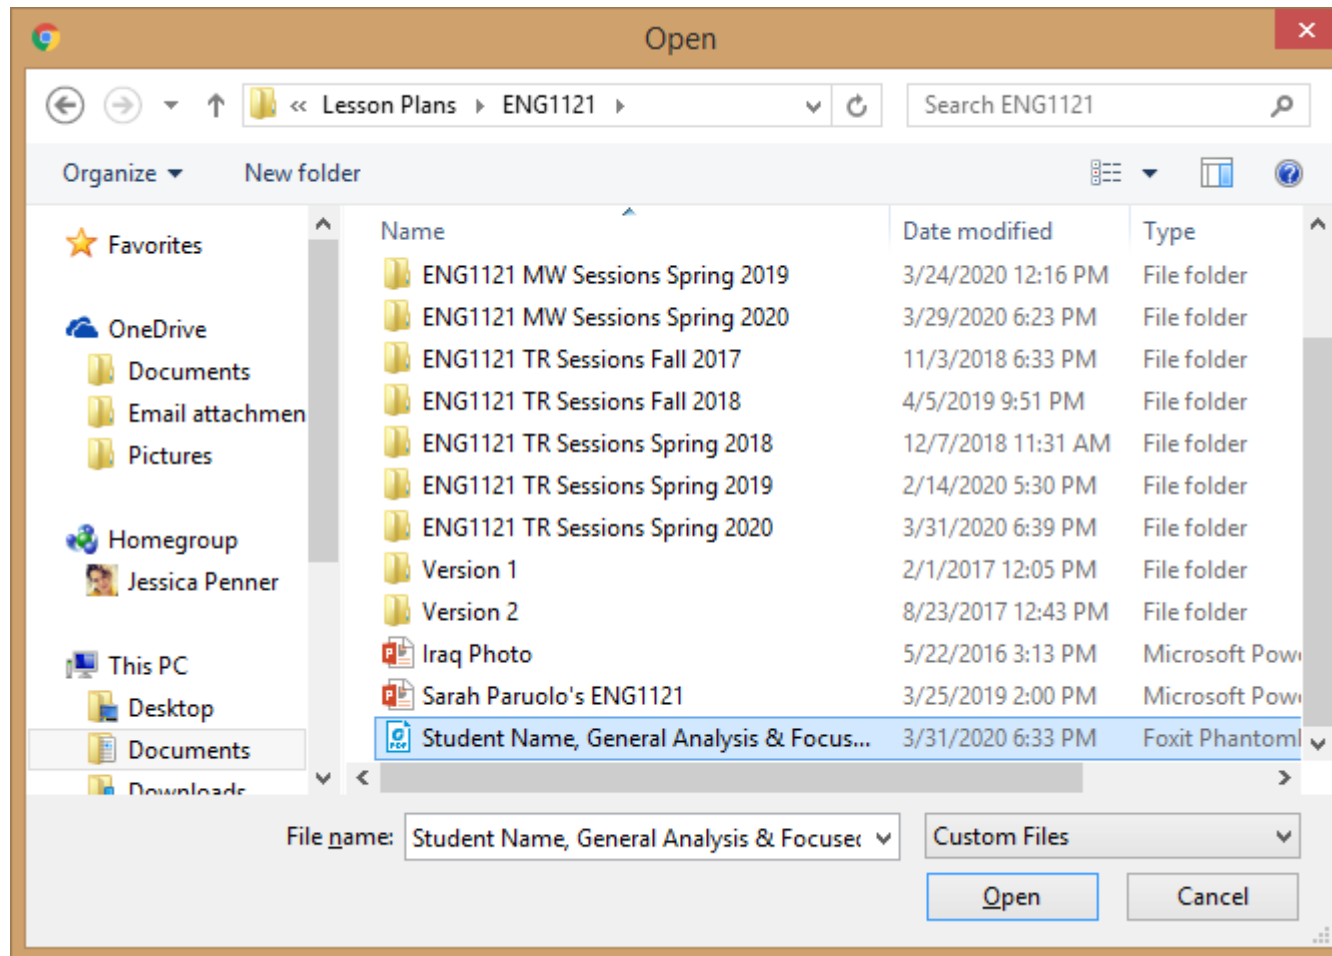 Open
« Lesson Plans ENG1121 Search ENG1121
Organize New folder
Favorites
OneDrive
Documents
Email attachmen
Pictures
Homegroup
Jessica Penner
This PC
Desktop
Documents
Downloads
Name Date modified Type
ENG1121 MW Sessions Spring 2019 3/24/2020 12:16 PM File folder
ENG1121 MW Sessions Spring 2020 3/29/2020 6:23 PM File folder
ENG1121 TR Sessions Fall 2017 11/3/2018 6:33 PM File folder
ENG1121 TR Sessions Fall 2018 4/5/2019 9:51 PM File folder
ENG1121 TR Sessions Spring 2018 12/7/2018 11:31 AM File folder
ENG1121 TR Sessions Spring 2019 2/14/2020 5:30 PM File folder
ENG1121 TR Sessions Spring 2020 3/31/2020 6:39 PM File folder
Version 1 2/1/2017 12:05 PM File folder
Version 2 8/23/2017 12:43 PM File folder
Iraq Photo 5/22/2016 3:13 PM Microsoft Pow
Sarah Paruolo's ENG1121 3/25/2019 2:00 PM Microsoft Pow
Student Name, General Analysis & Focus... 3/31/2020 6:33 PM Foxit Phantom
File name: Student Name, General Analysis & Focused Custom Files
Open Cancel